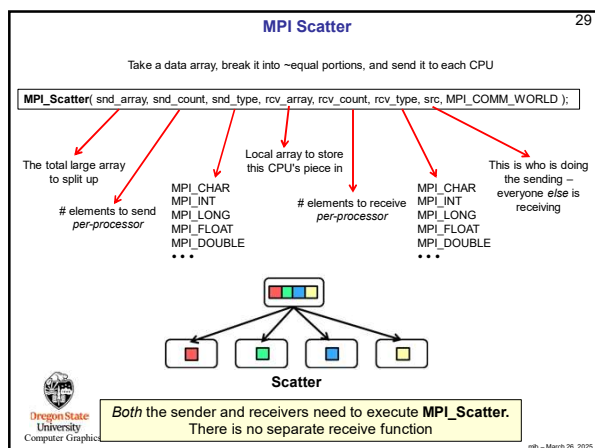 29
MPI Scatter
Take a data array, break it into ~equal portions, and send it to each CPU
MPI_Scatter( snd_array, snd_count, snd_type, rcv_array, rcv_count, rcv_type, src, MPI_COMM_WORLD );
The total large array
to split up
# elements to send
per-processor
MPI_CHAR
MPI_INT
MPI_LONG
MPI_FLOAT
MPI_DOUBLE
• • •
Local array to store
this CPU's piece in
# elements to receive
per-processor
MPI_CHAR
MPI_INT
MPI_LONG
MPI_FLOAT
MPI_DOUBLE
• • •
This is who is doing
the sending –
everyone else is
receiving
Scatter
Oregon State
University
Computer Graphics
Both the sender and receivers need to execute MPI_Scatter.
There is no separate receive function
mjb – March 26, 2025